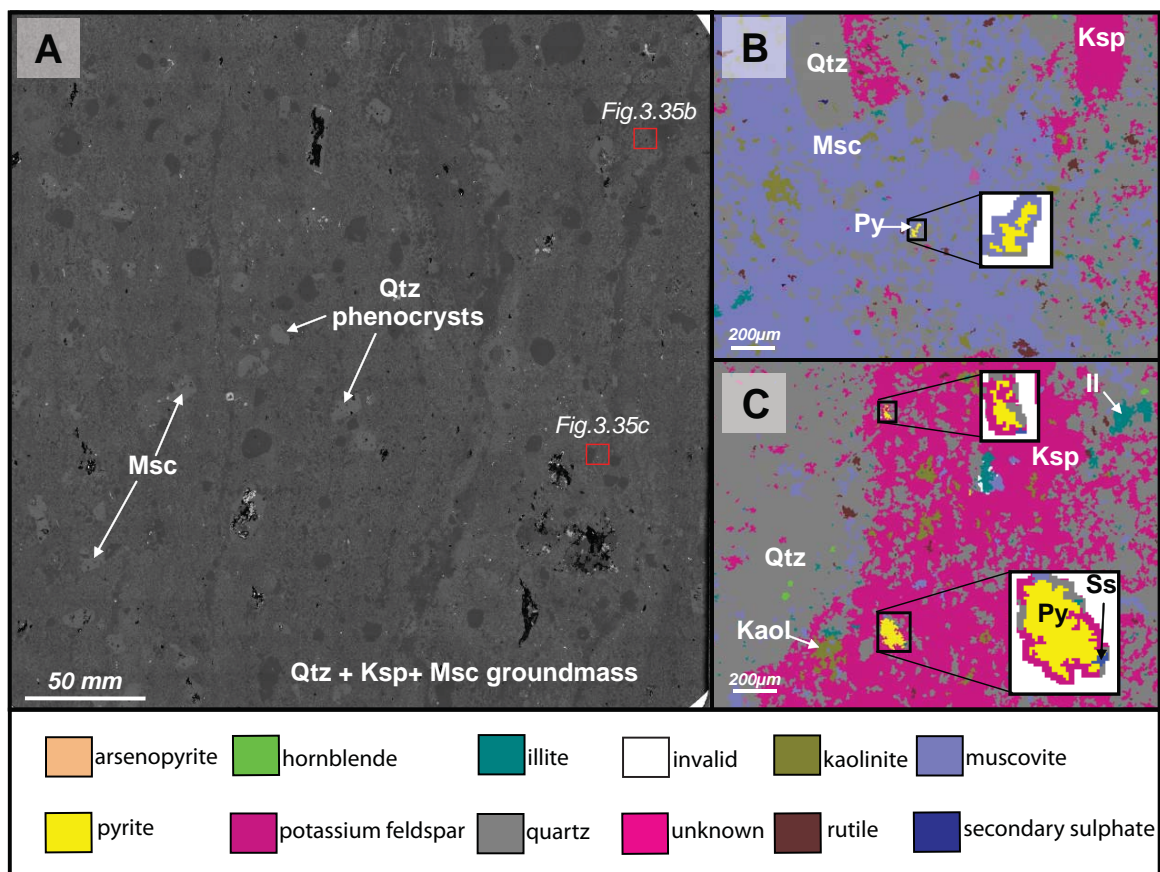 A
Fig.3.35b
Qtz
phenocrysts
Msc
Fig.3.35c
50 mm
Qtz + Ksp+ Msc groundmass
B
Qtz
Ksp
Msc
Py
200µm
C
Il
Ksp
Qtz
Kaol
Py
Ss
200µm
arsenopyrite
hornblende
illite
invalid
kaolinite
muscovite
pyrite
potassium feldspar
quartz
unknown
rutile
secondary sulphate